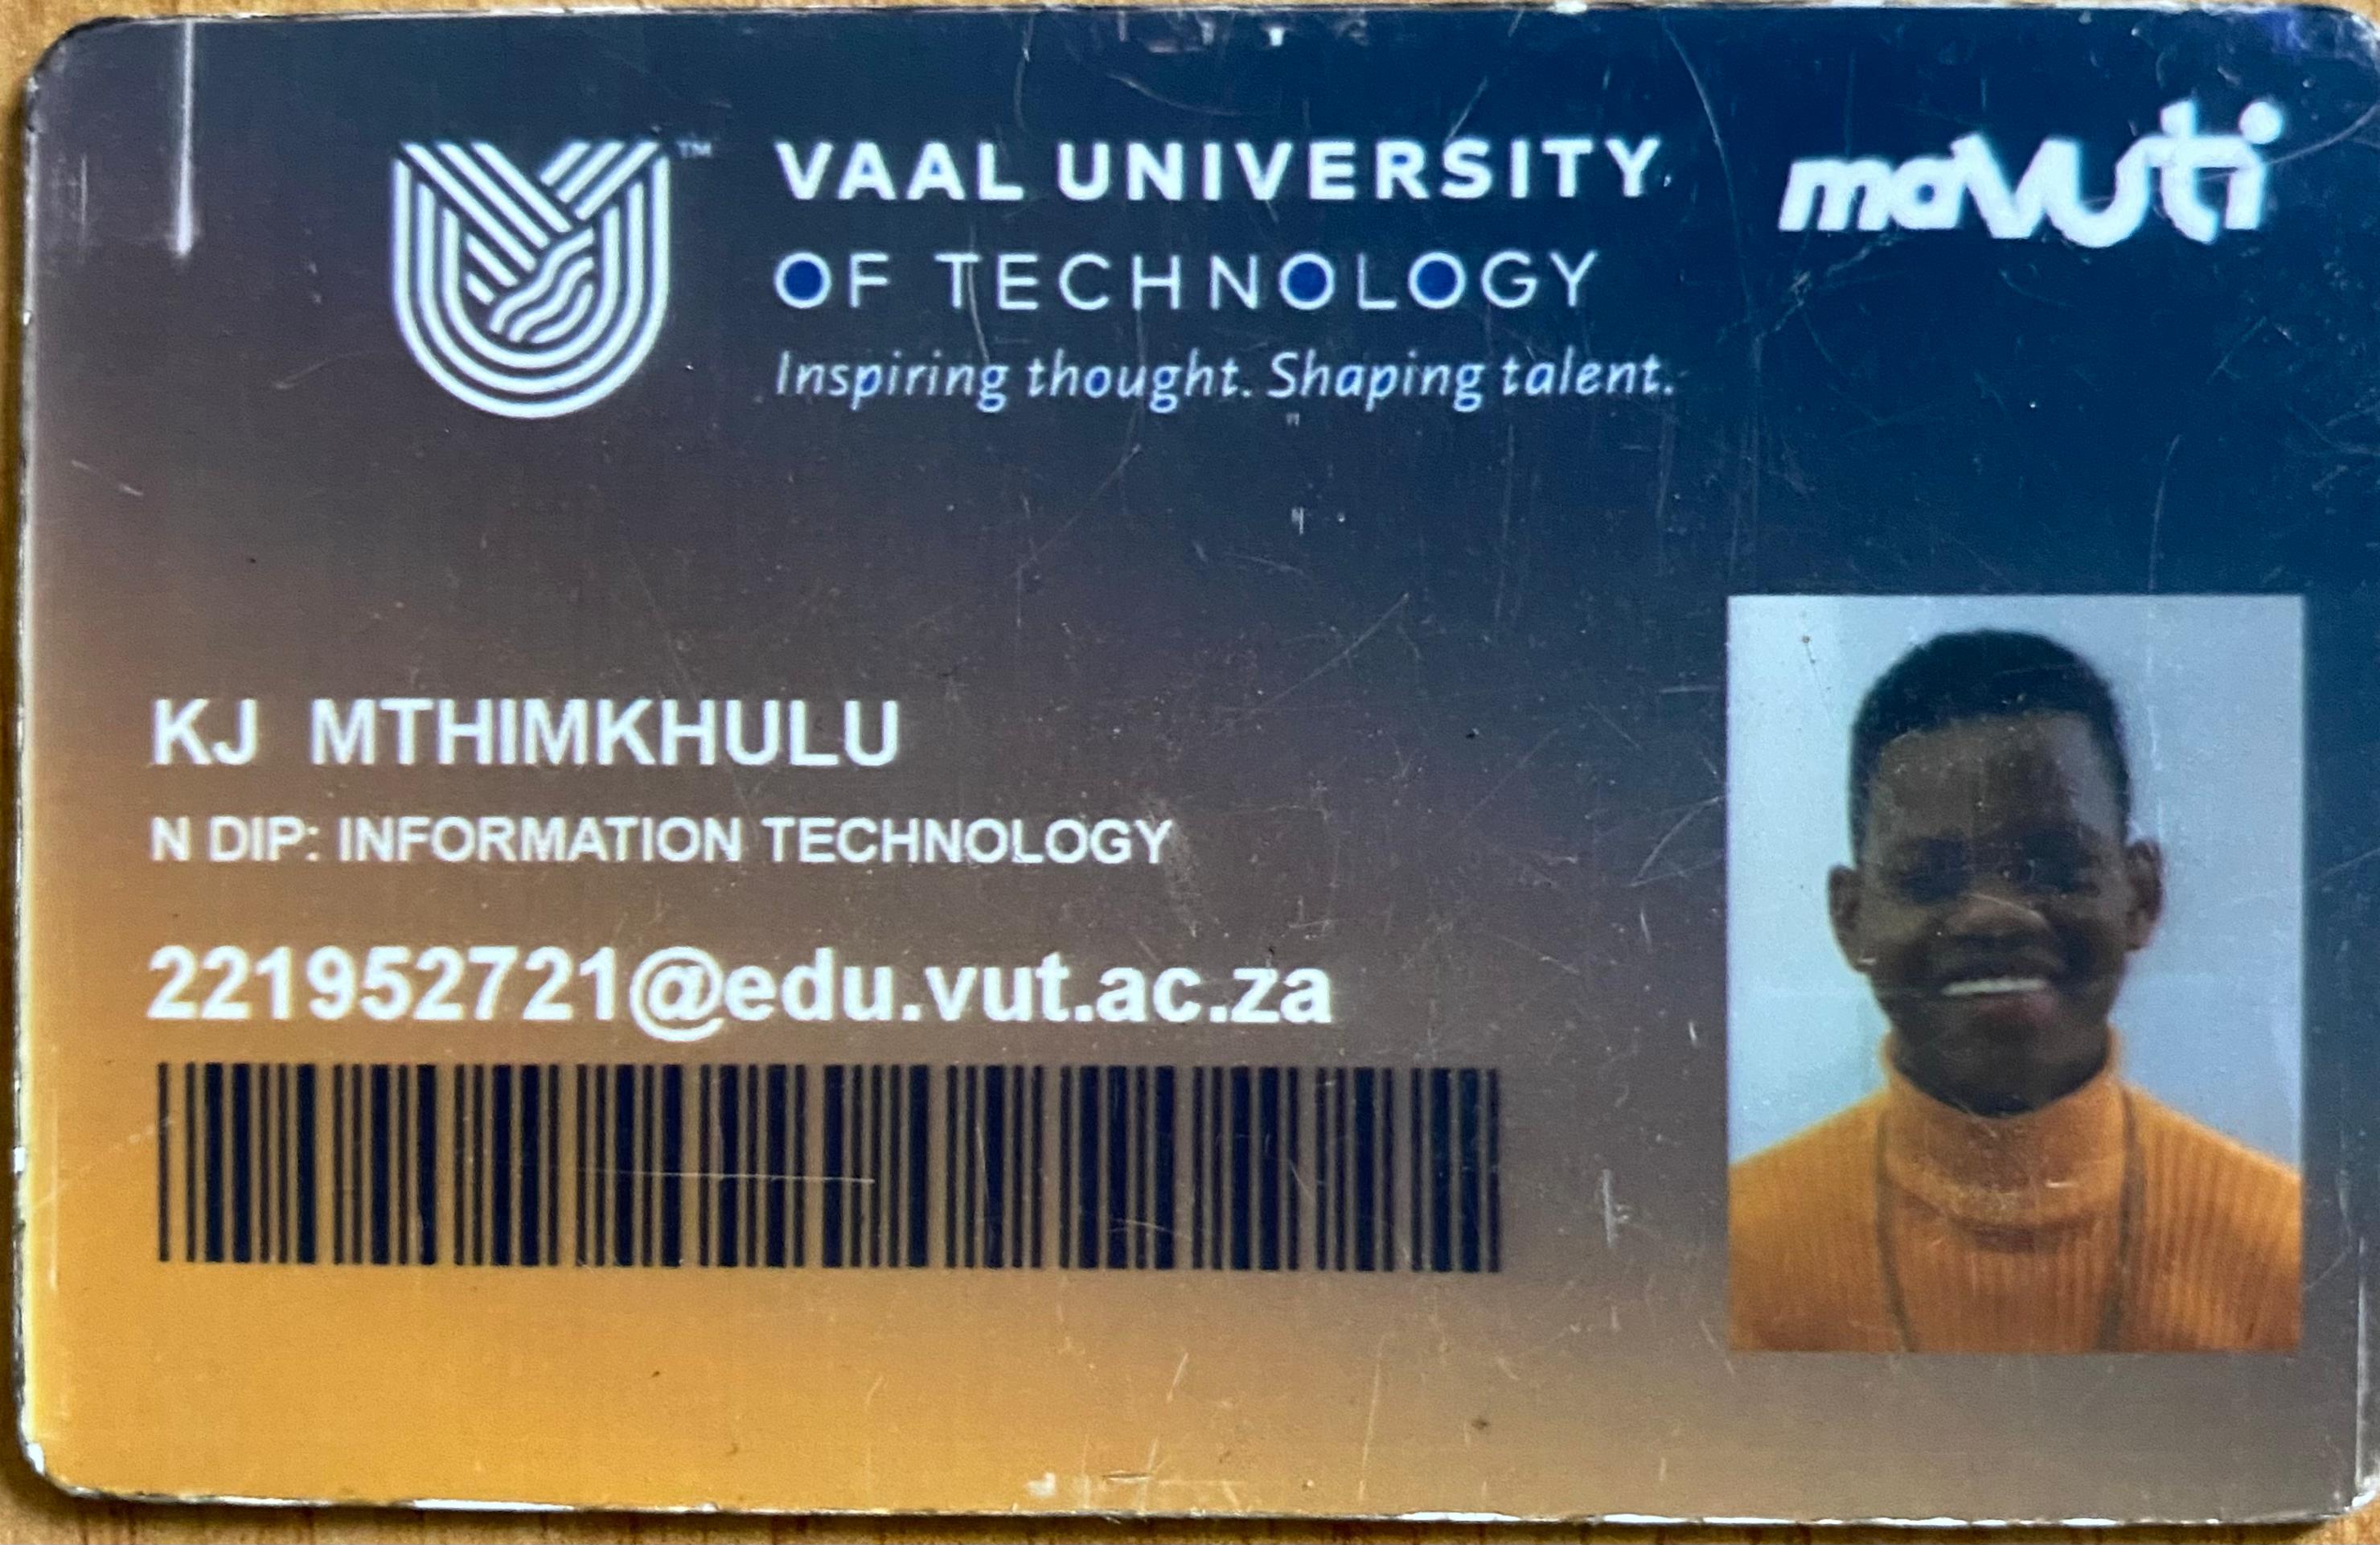 VAAL UNIVERSITY
OF TECHNOLOGY
Inspiring thought. Shaping talent.
maVUti
TM
KJ MTHIMKHULU
N DIP: INFORMATION TECHNOLOGY
221952721@edu.vut.ac.za